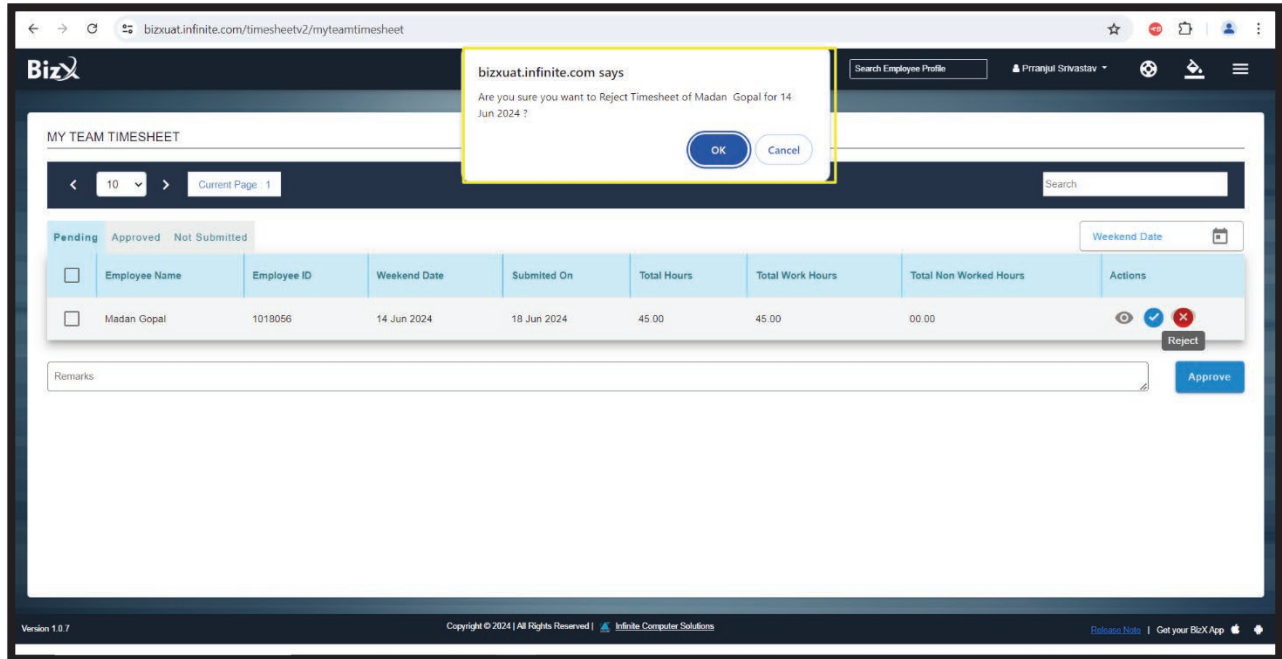 bizxuat.infinite.com/timesheetv2/myteamtimesheet
BizX
bizxuat.infinite.com says
Are you sure you want to Reject Timesheet of Madan Gopal for 14
Jun 2024 ?
OK Cancel
Search Employee Profile
Prranjul Srivastav
MY TEAM TIMESHEET
10 Current Page : 1 Search
Pending Approved Not Submitted Weekend Date
Employee Name Employee ID Weekend Date Submited On Total Hours Total Work Hours Total Non Worked Hours Actions
Madan Gopal 1018056 14 Jun 2024 18 Jun 2024 45.00 45.00 00.00
Reject
Remarks Approve
Version 1.0.7 Copyright © 2024 | All Rights Reserved | Infinite Computer Solutions Release Note | Get your BizX App